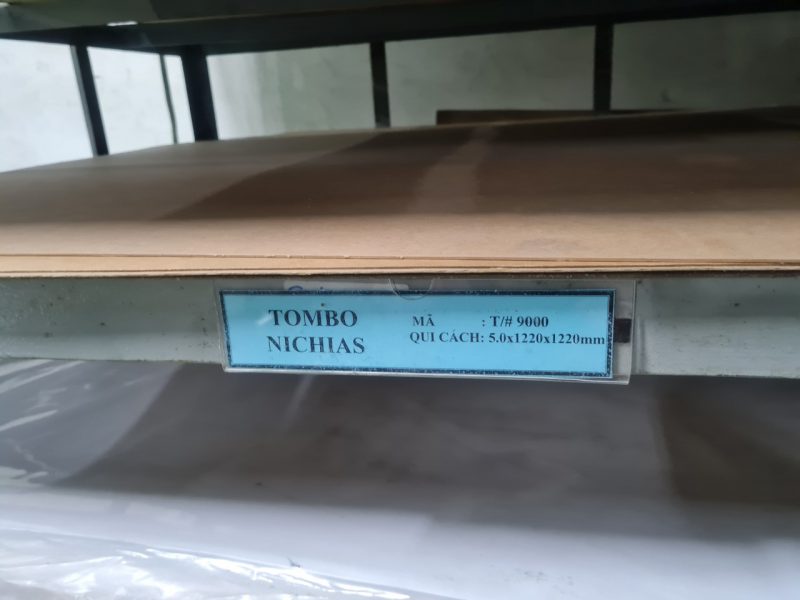 TOMBO
NICHIAS
MÃ : T/# 9000
QUI CÁCH: 5.0x1220x1220mm